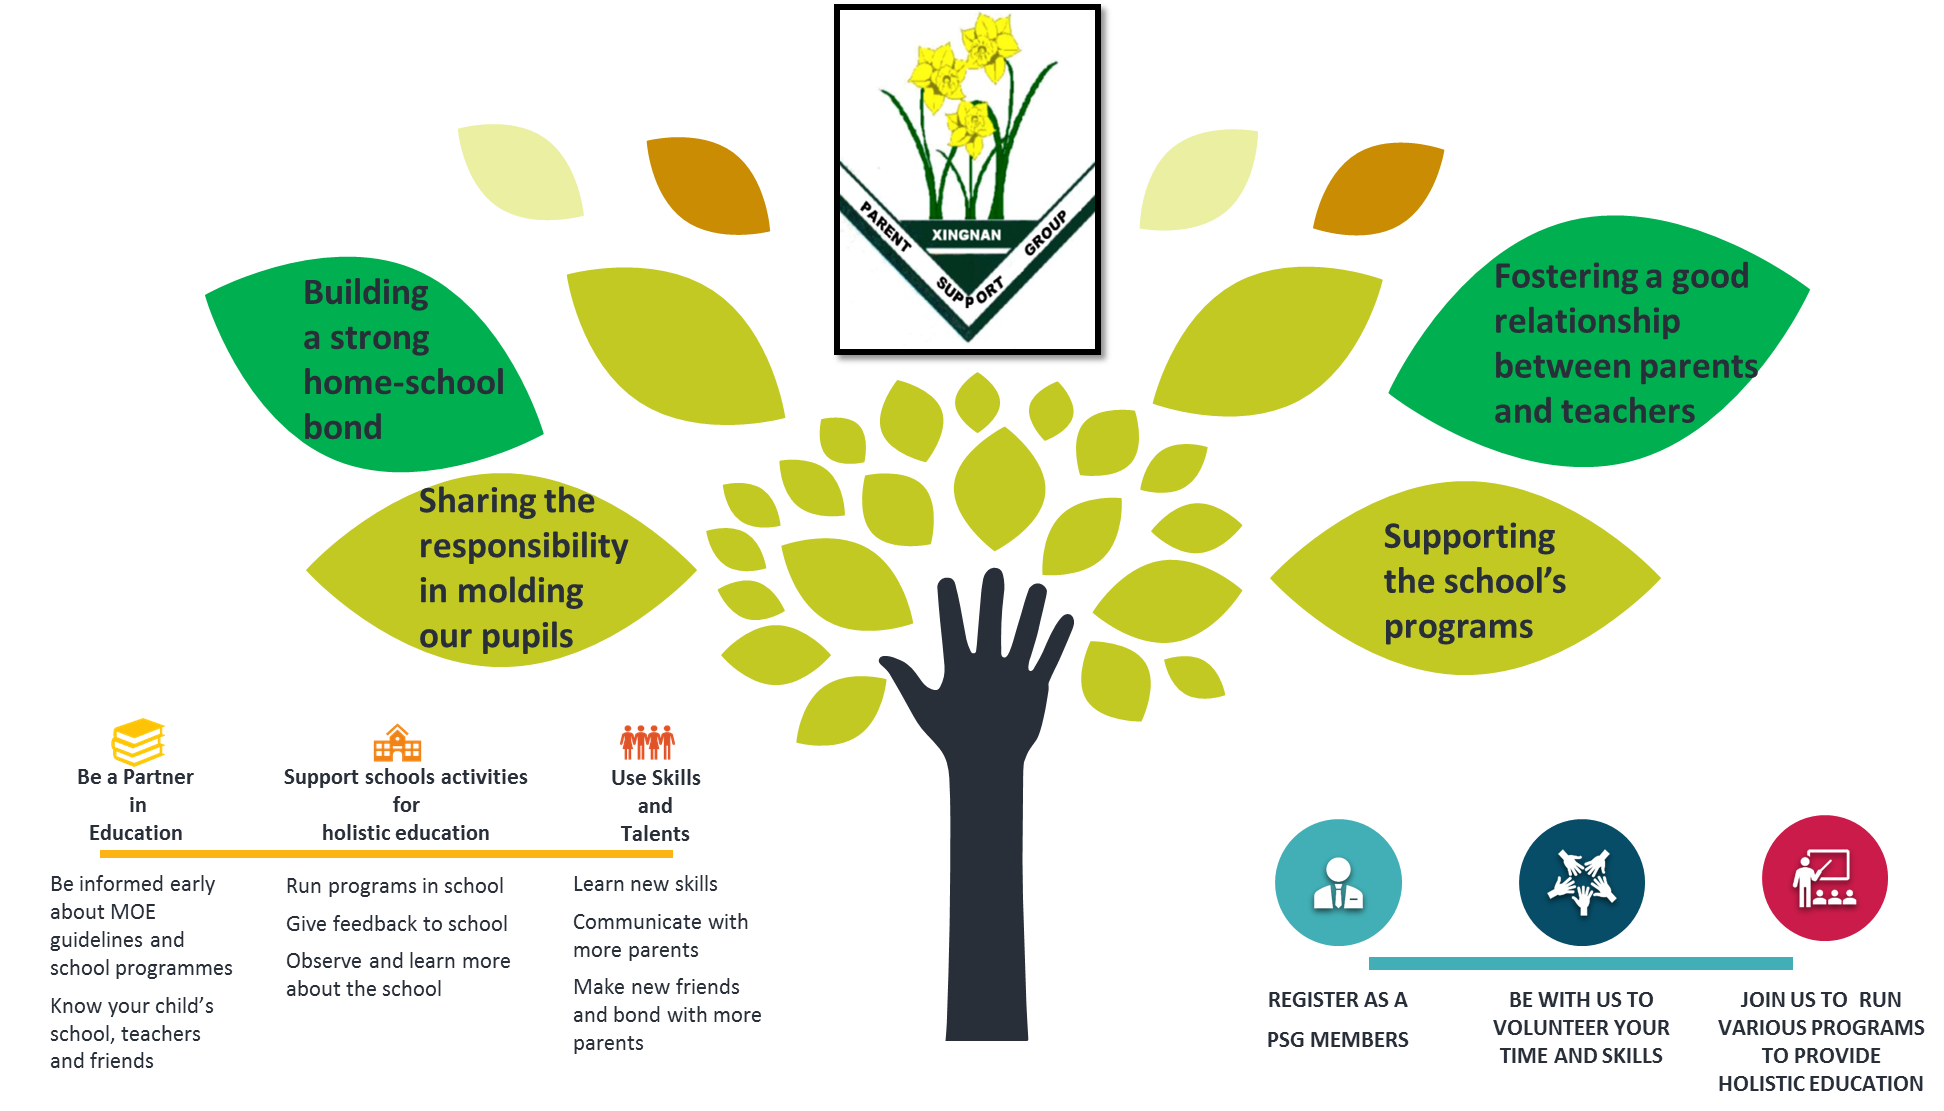 PARENT
XINGNAN
GROUP
SUPPORT
Building
a strong
home-school
bond
Fostering a good
relationship
between parents
and teachers
Sharing the
responsibility
in molding
our pupils
Supporting
the school’s
programs
Be a Partner
in
Education
Be informed early
about MOE
guidelines and
school programmes
Know your child’s
school, teachers
and friends
Support schools activities
for
holistic education
Run programs in school
Give feedback to school
Observe and learn more
about the school
Use Skills
and
Talents
Learn new skills
Communicate with
more parents
Make new friends
and bond with more
parents
REGISTER AS A
PSG MEMBERS
BE WITH US TO
VOLUNTEER YOUR
TIME AND SKILLS
JOIN US TO RUN
VARIOUS PROGRAMS
TO PROVIDE
HOLISTIC EDUCATION